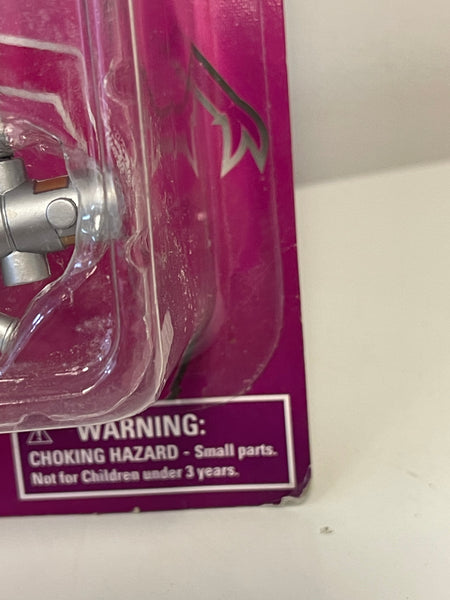 WARNING:
CHOKING HAZARD - Small parts.
Not for Children under 3 years.